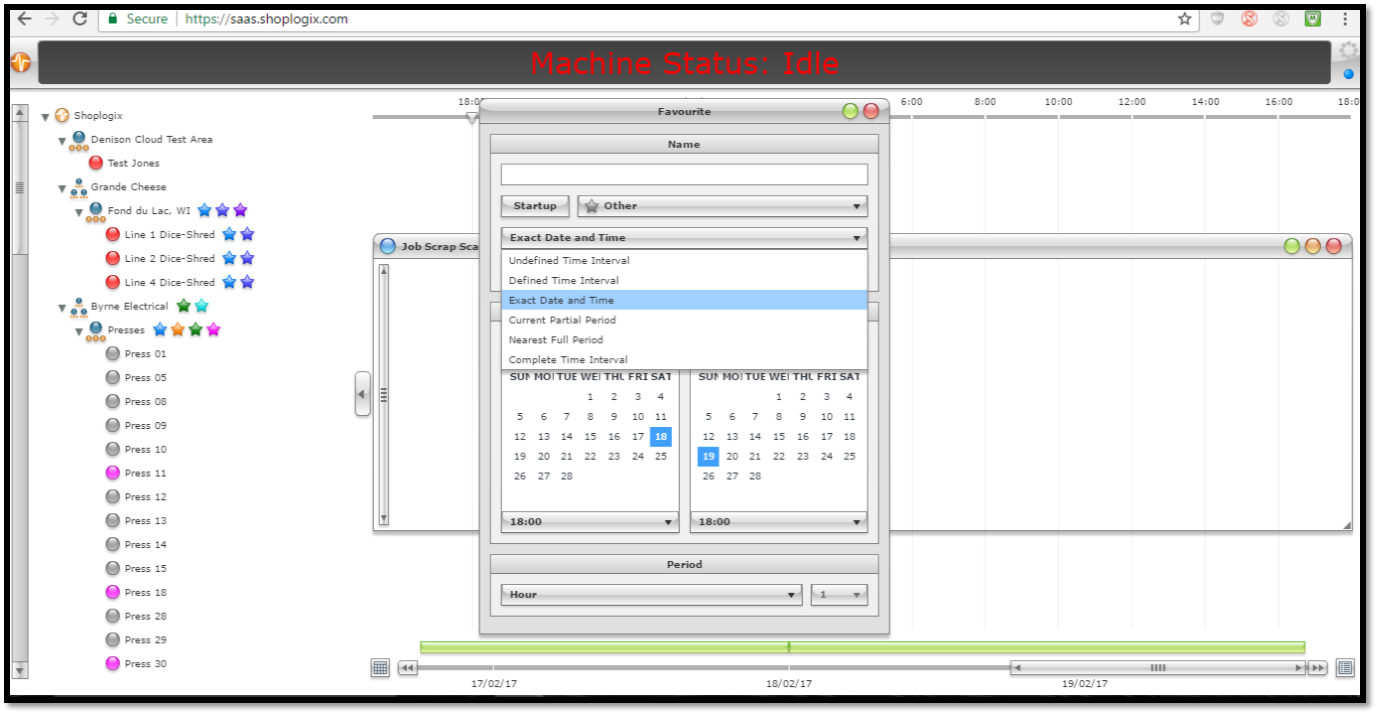 Secure https://saas.shoplogix.com
Machine Status: Idle
Shoplogix
Denison Cloud Test Area
Test Jones
Grande Cheese
Fond du Lac, WI
Line 1 Dice-Shred
Line 2 Dice-Shred
Line 4 Dice-Shred
Byrne Electrical
Presses
Press 01
Press 05
Press 08
Press 09
Press 10
Press 11
Press 12
Press 13
Press 14
Press 15
Press 18
Press 28
Press 29
Press 30
18:00 6:00 8:00 10:00 12:00 14:00 16:00 18:0
Job Scrap Sca
Favourite
Name
Startup Other
Exact Date and Time
Undefined Time Interval
Defined Time Interval
Exact Date and Time
Current Partial Period
Nearest Full Period
Complete Time Interval
SUN MON TUE WED THU FRI SAT
1 2 3 4
5 6 7 8 9 10 11
12 13 14 15 16 17 18
19 20 21 22 23 24 25
26 27 28
18:00
SUN MON TUE WED THU FRI SAT
1 2 3 4
5 6 7 8 9 10 11
12 13 14 15 16 17 18
19 20 21 22 23 24 25
26 27 28
18:00
Period
Hour 1
17/02/17 18/02/17 19/02/17